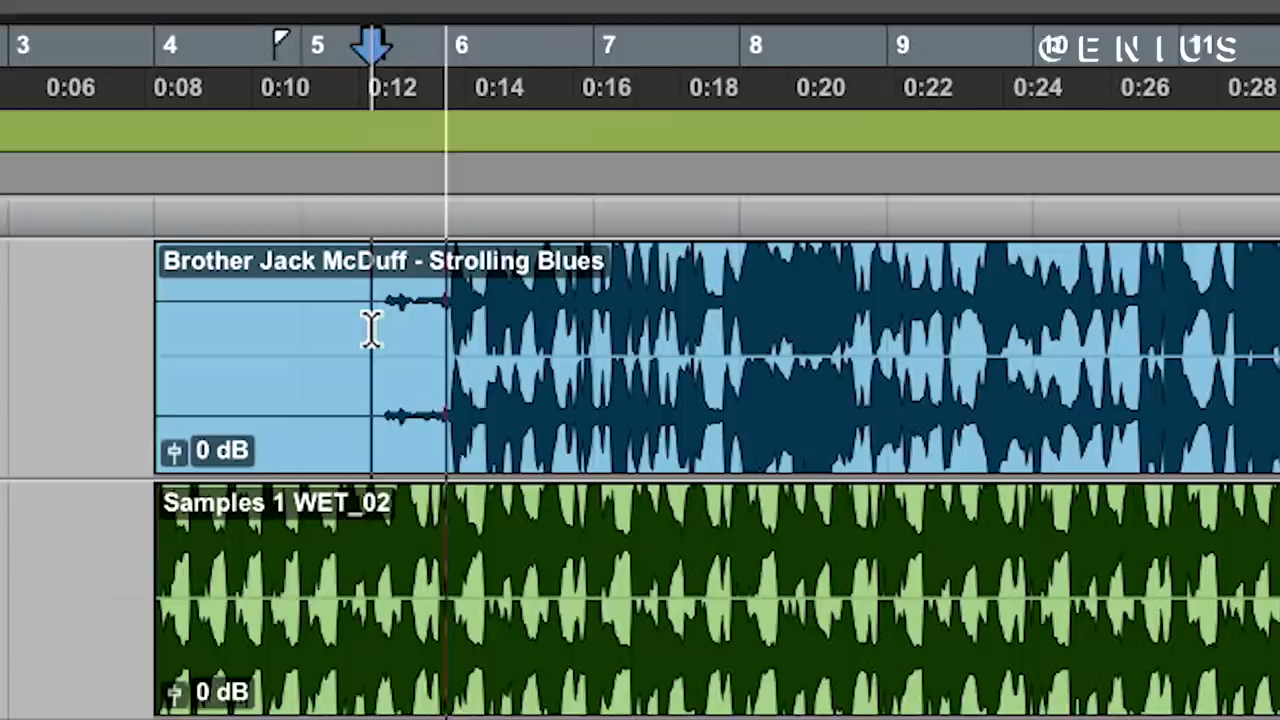 3 4 5 6 7 8 9 10 11
GENIUS
0:06 0:08 0:10 0:12 0:14 0:16 0:18 0:20 0:22 0:24 0:26 0:28
Brother Jack McDuff - Strolling Blues
0 dB
Samples 1 WET_02
0 dB